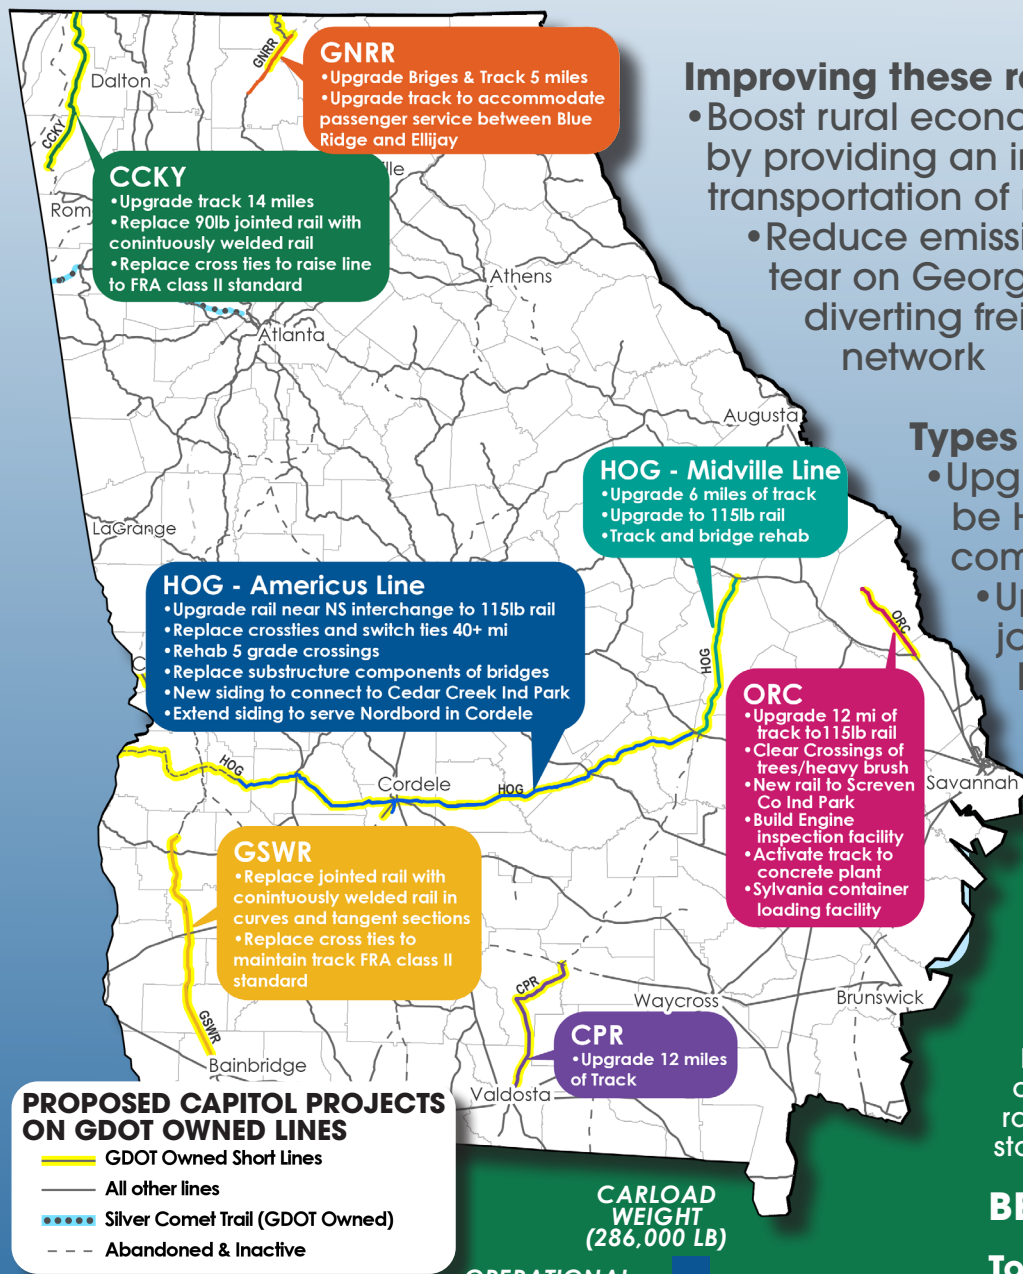 GNRR
•Upgrade Briges & Track 5 miles
•Upgrade track to accommodate
passenger service between Blue
Ridge and Ellijay
GNRR
Dalton
CCKY
CCKY
•Upgrade track 14 miles
•Replace 90lb jointed rail with
conintuously welded rail
•Replace cross ties to raise line
to FRA class II standard
Rom
lle
Athens
Atlanta
Augusta
LaGrange
Improving these r
•Boost rural econo
by providing an i
transportation of
•Reduce emissi
tear on Georg
diverting frei
network
Types
•Upg
be H
com
•Up
jo
HOG - Midville Line
•Upgrade 6 miles of track
•Upgrade to 115lb rail
•Track and bridge rehab
HOG - Americus Line
•Upgrade rail near NS interchange to 115lb rail
•Replace crossties and switch ties 40+ mi
•Rehab 5 grade crossings
•Replace substructure components of bridges
•New siding to connect to Cedar Creek Ind Park
•Extend siding to serve Nordbord in Cordele
C
HOG
ORC
ORC
•Upgrade 12 mi of
track to115lb rail
•Clear Crossings of
trees/heavy brush
•New rail to Screven
Co Ind Park
•Build Engine
inspection facility
•Activate track to
concrete plant
•Sylvania container
loading facility
Savannah
HOG
Cordele
HOG
GSWR
•Replace jointed rail with
conintuously welded rail in
curves and tangent sections
•Replace cross ties to
maintain track FRA class II
standard
GSWR
Bainbridge
CPR
Waycross
Brunswick
CPR
•Upgrade 12 miles
of Track
Valdosta
PROPOSED CAPITOL PROJECTS
ON GDOT OWNED LINES
GDOT Owned Short Lines
All other lines
Silver Comet Trail (GDOT Owned)
Abandoned & Inactive
CARLOAD
WEIGHT
(286,000 LB)
OPERATIONAL
ro
sta
BE
To